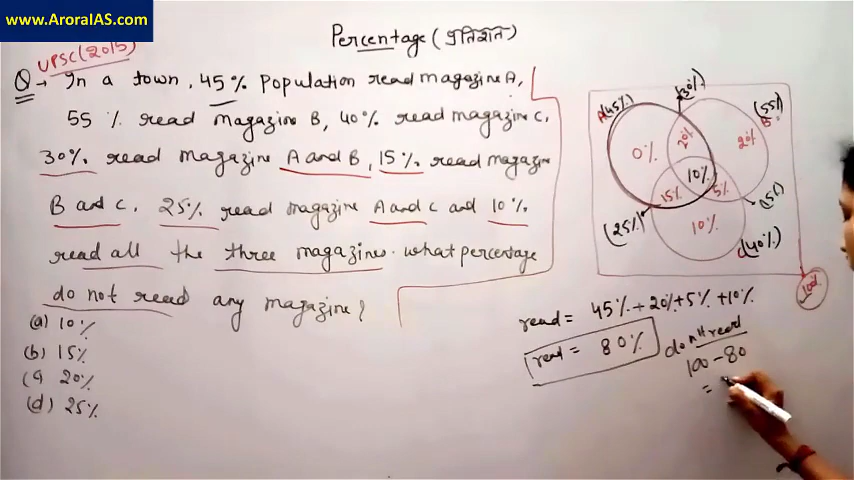 www.AroraIAS.com
Percentage (प्रतिशत)
UPSC (2015)
Q → In a town, 45% population read magazine A,
55 % read magazine B, 40% read magazine C,
30% read magazine A and B, 15% read magazine
B and C, 25% read magazine A and C and 10%
read all the three magazines. what percentage
do not read any magazine?
(a) 10%
(b) 15%
(c) 20%
(d) 25%
(30%)
A(45%)
(55%)
B
0%
20%
20%
10%
15%
5%
(15%)
(25%)
10%
C(40%)
100%
read = 45% + 20% + 5% + 10%
read = 80%
do not read
100 - 80
=